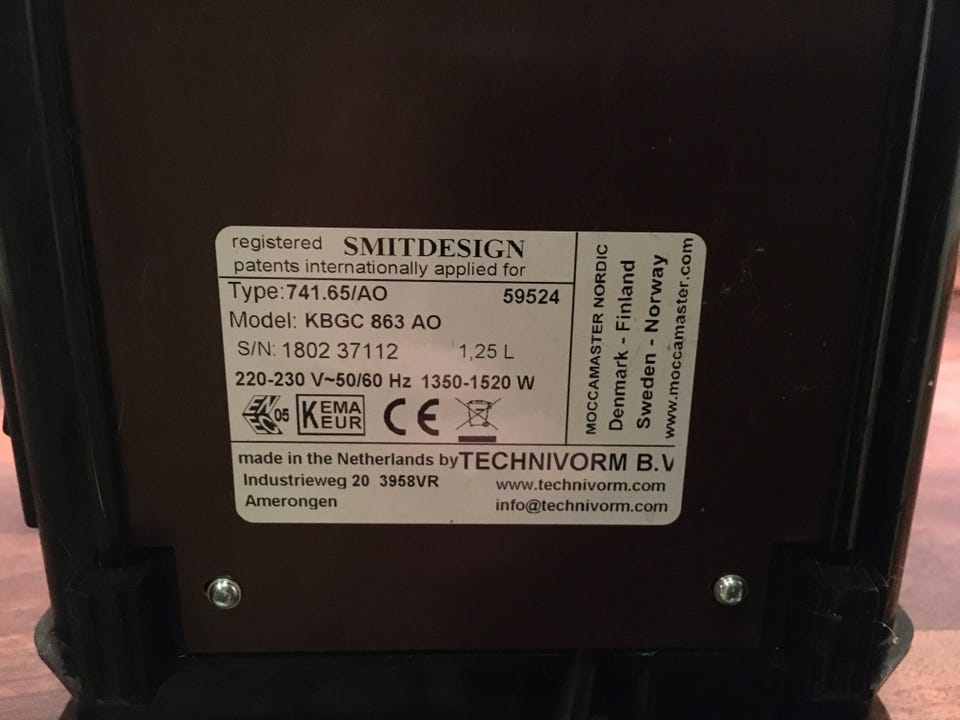 registered SMITDESIGN
patents internationally applied for
Type:741.65/AO 59524
Model: KBGC 863 AO
S/N: 1802 37112 1,25 L
220-230 V~50/60 Hz 1350-1520 W
ENEC 05 KEMA EUR CE
MOCCAMASTER NORDIC
Denmark - Finland
Sweden - Norway
www.moccamaster.com
made in the Netherlands by TECHNIVORM B.V
Industrieweg 20 3958VR www.technivorm.com
Amerongen info@technivorm.com